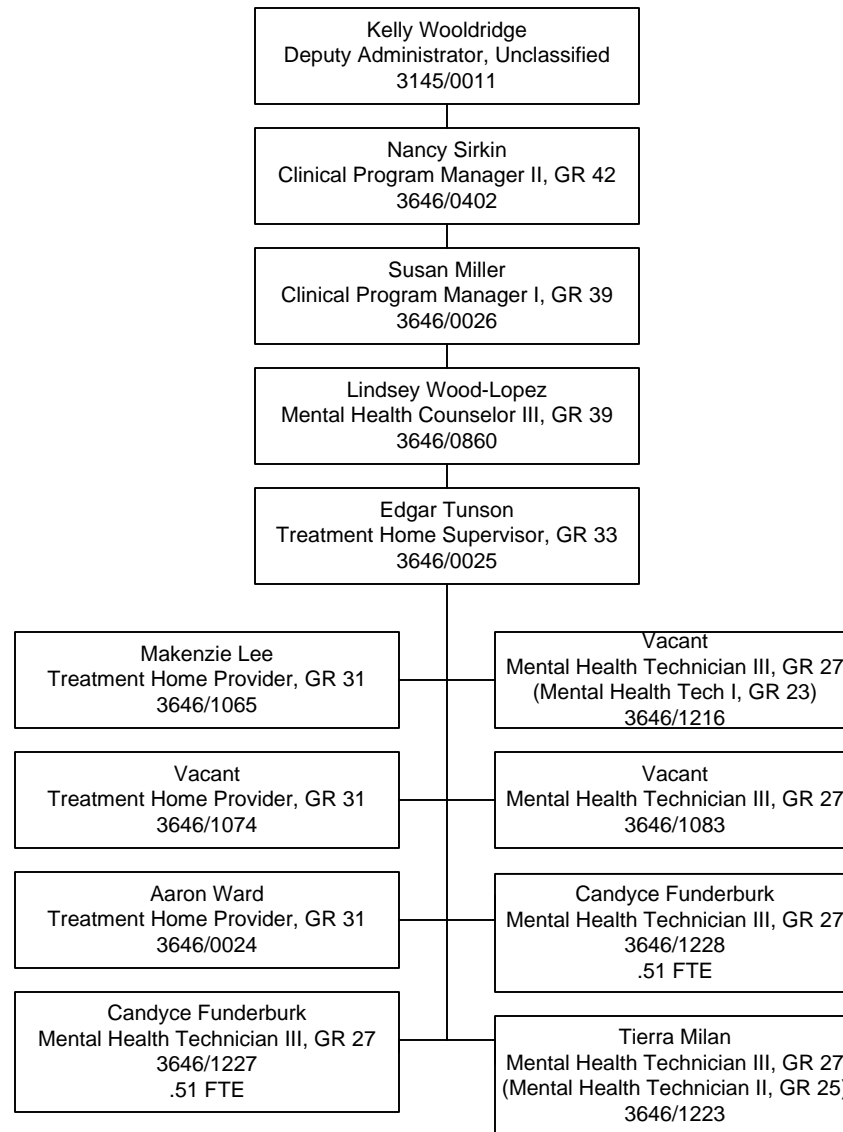 Kelly Wooldridge
Deputy Administrator, Unclassified
3145/0011
Nancy Sirkin
Clinical Program Manager II, GR 42
3646/0402
Susan Miller
Clinical Program Manager I, GR 39
3646/0026
Lindsey Wood-Lopez
Mental Health Counselor III, GR 39
3646/0860
Edgar Tunson
Treatment Home Supervisor, GR 33
3646/0025
Makenzie Lee
Treatment Home Provider, GR 31
3646/1065
Vacant
Mental Health Technician III, GR 27
(Mental Health Tech I, GR 23)
3646/1216
Vacant
Treatment Home Provider, GR 31
3646/1074
Vacant
Mental Health Technician III, GR 27
3646/1083
Aaron Ward
Treatment Home Provider, GR 31
3646/0024
Candyce Funderburk
Mental Health Technician III, GR 27
3646/1228
.51 FTE
Candyce Funderburk
Mental Health Technician III, GR 27
3646/1227
.51 FTE
Tierra Milan
Mental Health Technician III, GR 27
(Mental Health Technician II, GR 25)
3646/1223